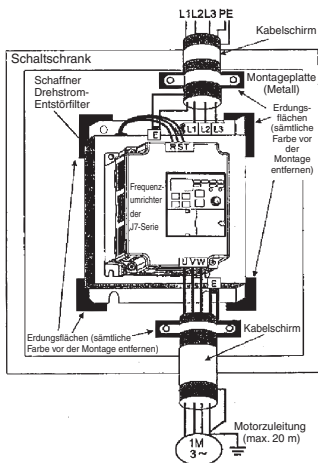 L1L2L3 PE
Kabelschirm
Schaltschrank
Schaffner
Drehstrom-
Entstörfilter
Montageplatte
(Metall)
Erdungs-
flächen
(sämtliche
Farbe vor
der
Montage
entfernen)
E
L1 L2 L3
R S T
Frequenz-
umrichter
der
J7-Serie
U V W
E
Erdungsflächen (sämtliche
Farbe vor der Montage entfernen)
Kabelschirm
Motorzuleitung
(max. 20 m)
1M
3~